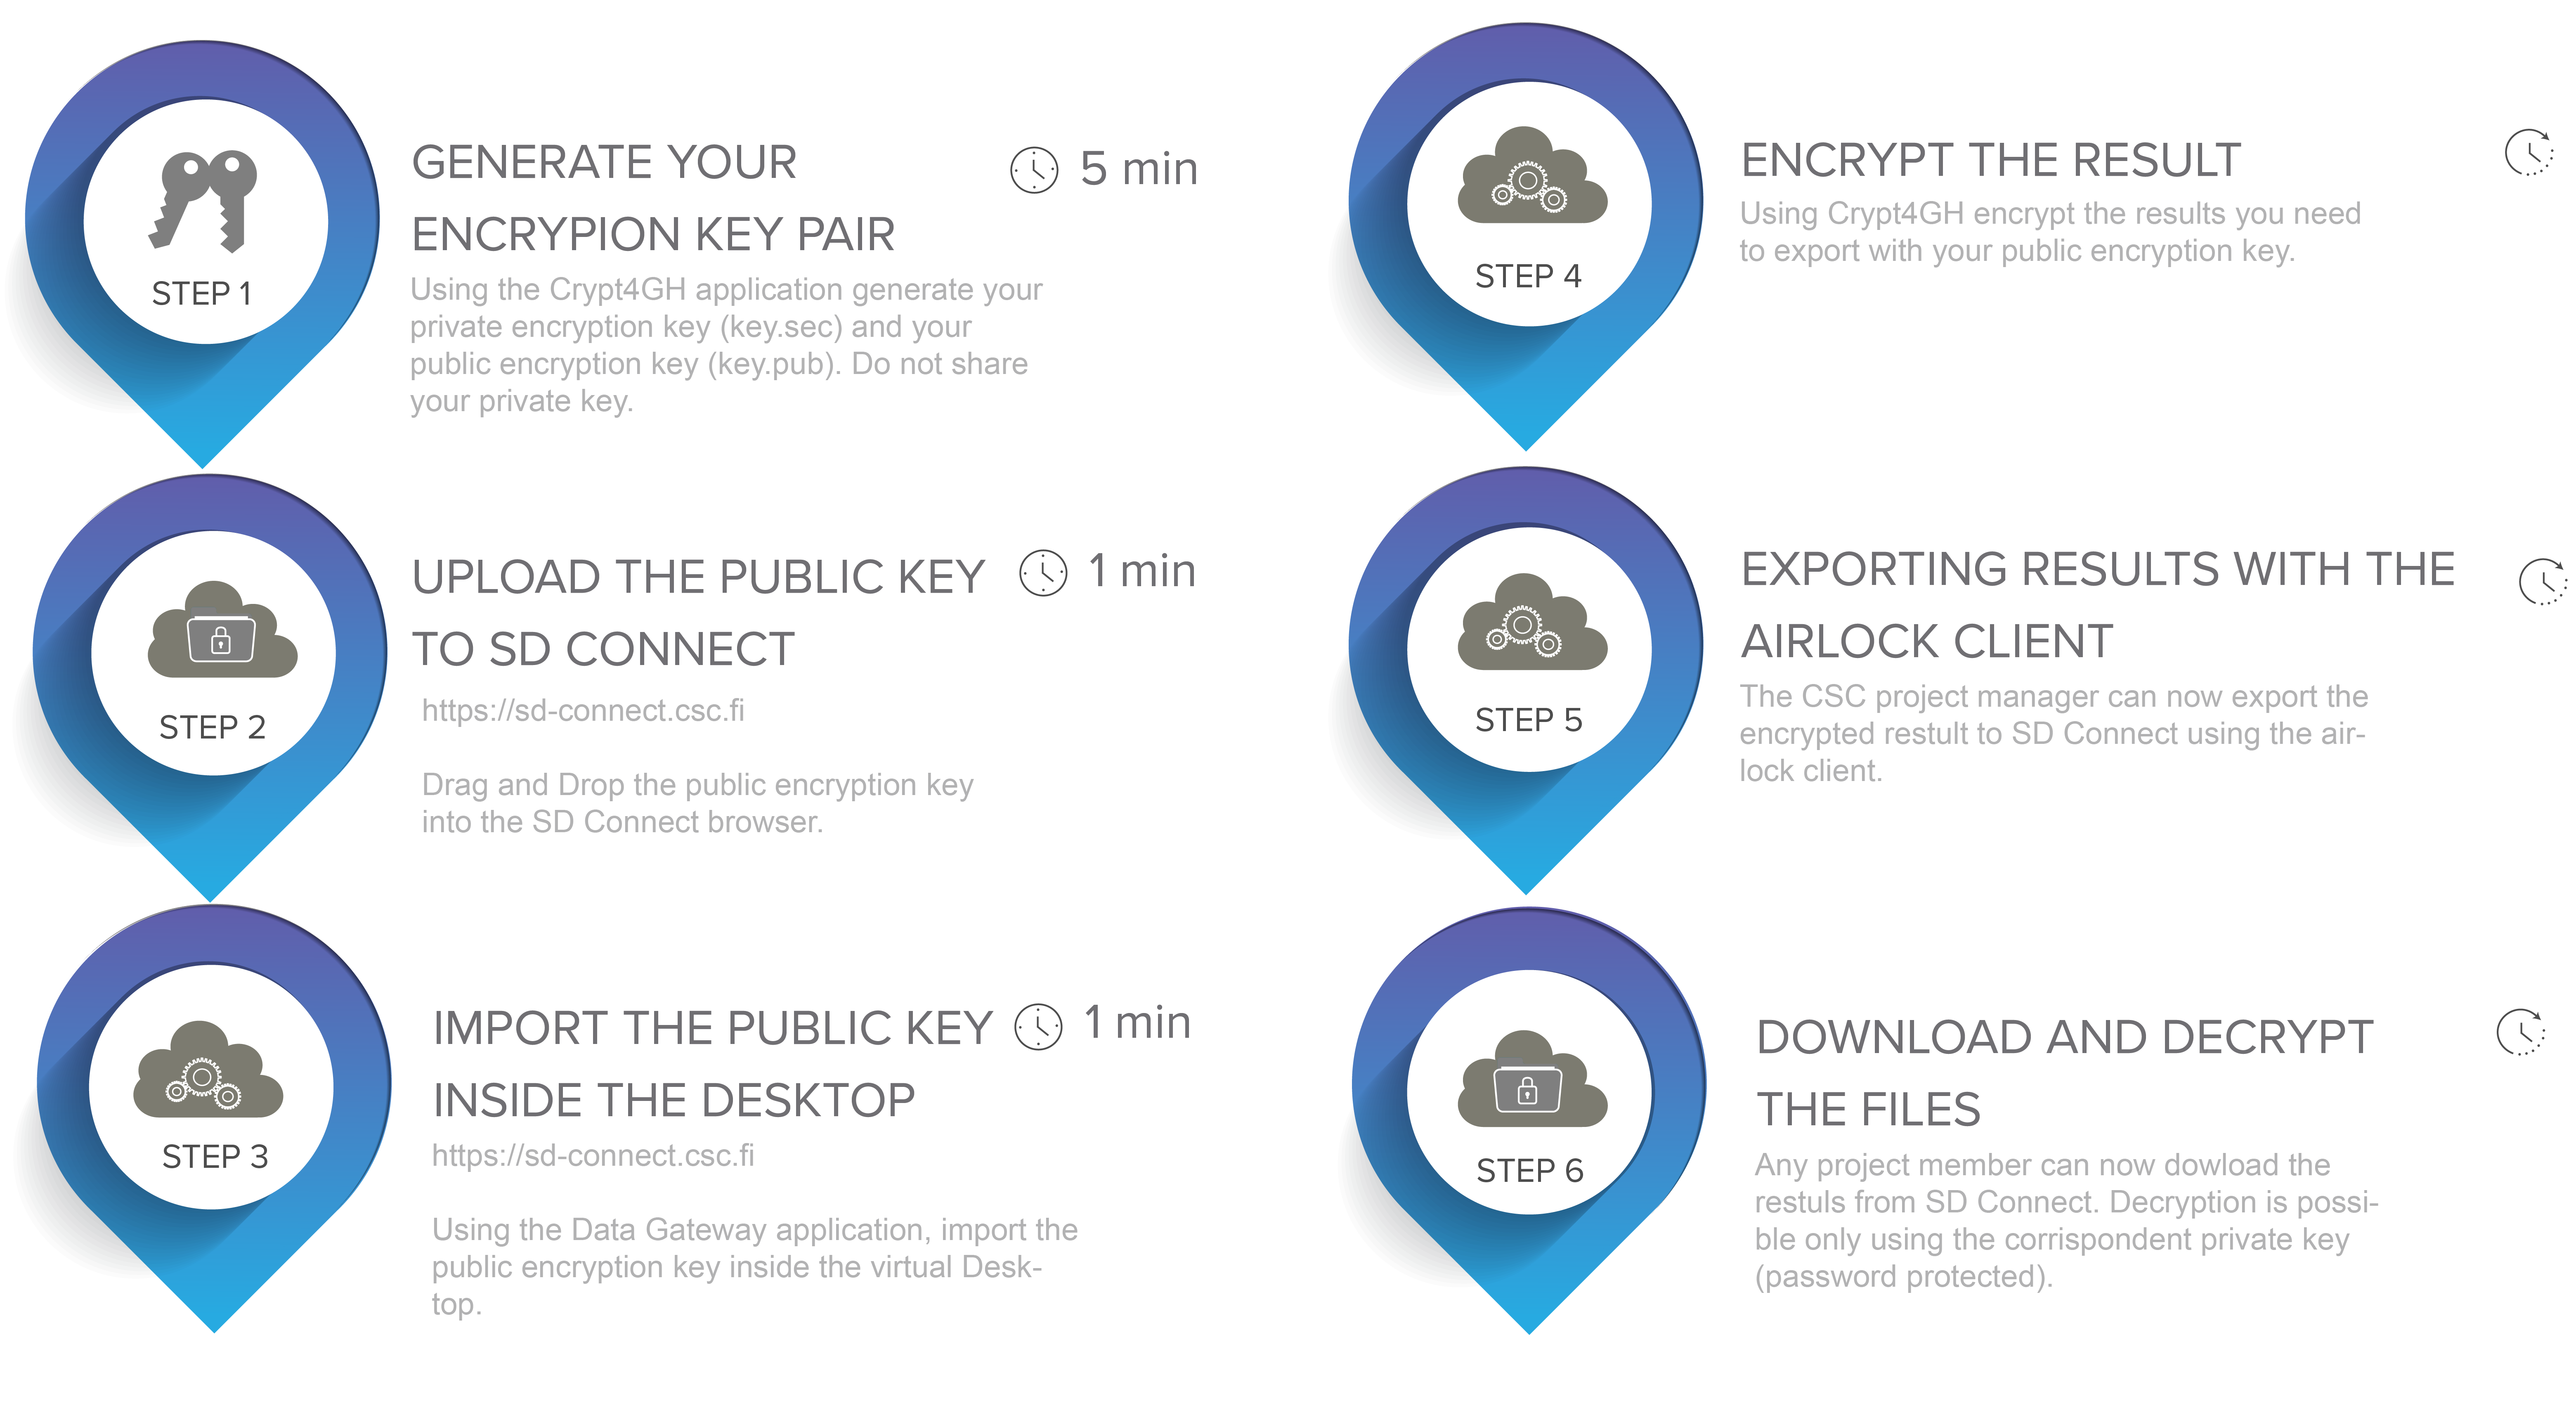 STEP 1
GENERATE YOUR
ENCRYPION KEY PAIR
5 min
Using the Crypt4GH application generate your
private encryption key (key.sec) and your
public encryption key (key.pub). Do not share
your private key.
STEP 2
UPLOAD THE PUBLIC KEY
TO SD CONNECT
1 min
https://sd-connect.csc.fi
Drag and Drop the public encryption key
into the SD Connect browser.
STEP 3
IMPORT THE PUBLIC KEY
INSIDE THE DESKTOP
1 min
https://sd-connect.csc.fi
Using the Data Gateway application, import the
public encryption key inside the virtual Desk-
top.
STEP 4
ENCRYPT THE RESULT
Using Crypt4GH encrypt the results you need
to export with your public encryption key.
STEP 5
EXPORTING RESULTS WITH THE
AIRLOCK CLIENT
The CSC project manager can now export the
encrypted restult to SD Connect using the air-
lock client.
STEP 6
DOWNLOAD AND DECRYPT
THE FILES
Any project member can now dowload the
restuls from SD Connect. Decryption is possi-
ble only using the corrispondent private key
(password protected).